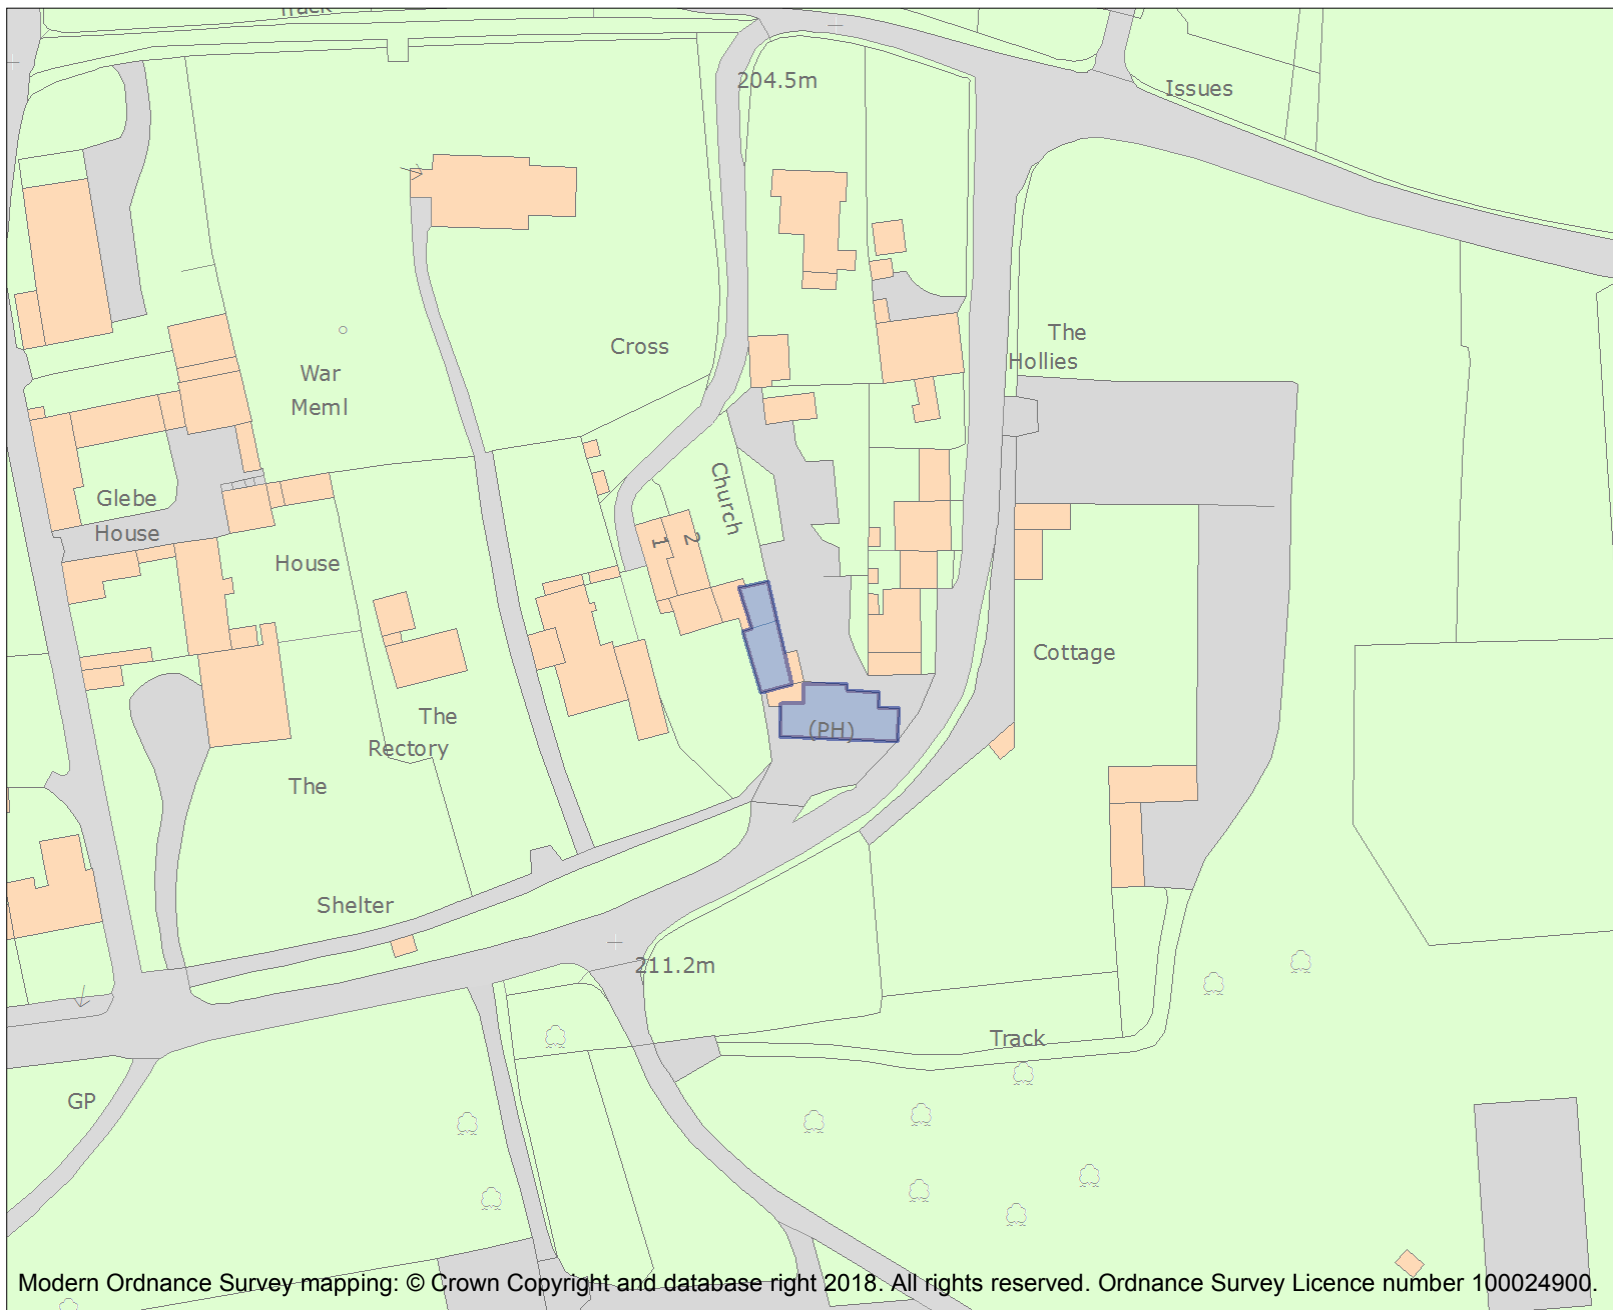 Track
204.5m
Issues
The
Hollies
Cross
War
Meml
Church
Glebe
House
House
1
2
Cottage
The
Rectory
(PH)
The
Shelter
211.2m
Track
GP
Modern Ordnance Survey mapping: © Crown Copyright and database right 2018. All rights reserved. Ordnance Survey Licence number 100024900.